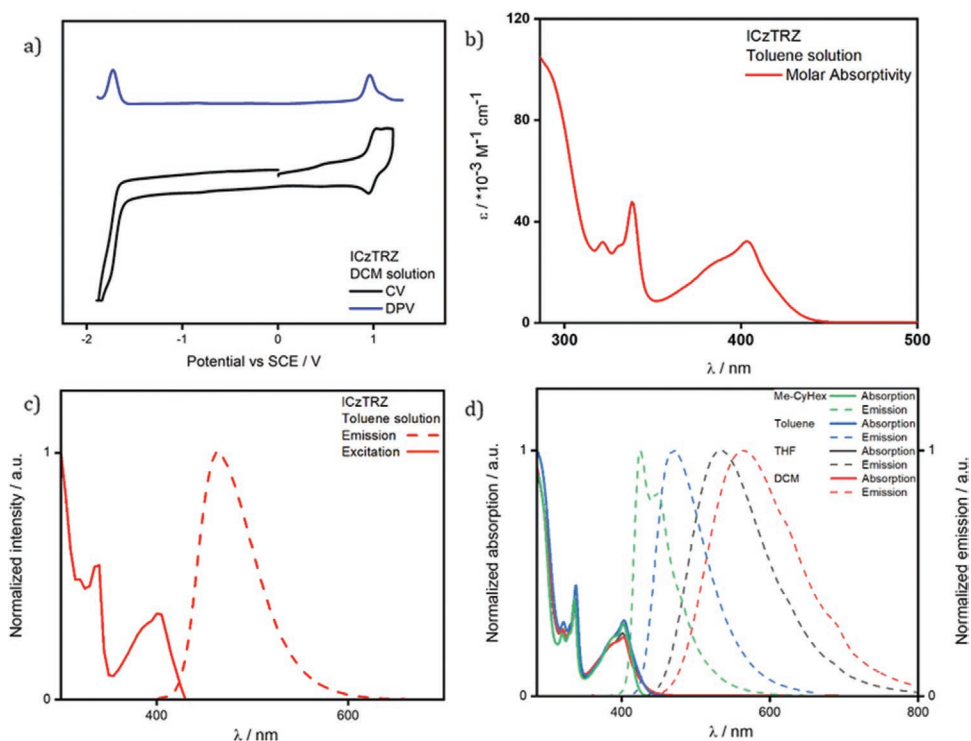 a)
ICzTRZ
DCM solution
CV
DPV
-2 -1 0 1
Potential vs SCE / V
b)
ICzTRZ
Toluene solution
Molar Absorptivity
ε / *10⁻³ M⁻¹ cm⁻¹
120
80
40
0
300 400 500
λ / nm
c)
ICzTRZ
Toluene solution
Emission
Excitation
Normalized intensity / a.u.
1
0
400 600
λ / nm
d)
Me-CyHex Absorption
Emission
Toluene Absorption
Emission
THF Absorption
Emission
DCM Absorption
Emission
Normalized absorption / a.u.
1
0
400 600 800
λ / nm
1
0
Normalized emission / a.u.